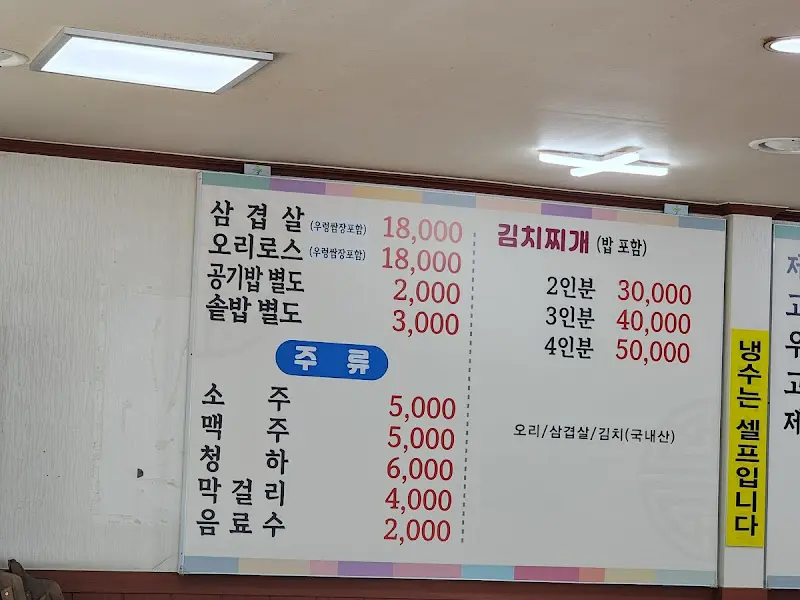 삼겹살 (우렁쌈장포함) 18,000
오리로스 (우렁쌈장포함) 18,000
공기밥 별도 2,000
솥밥 별도 3,000
주류
소주 5,000
맥주 5,000
청하 6,000
막걸리 4,000
음료수 2,000
김치찌개 (밥 포함)
2인분 30,000
3인분 40,000
4인분 50,000
오리/삼겹살/김치(국내산)
냉수는 셀프입니다
고
우
고
제